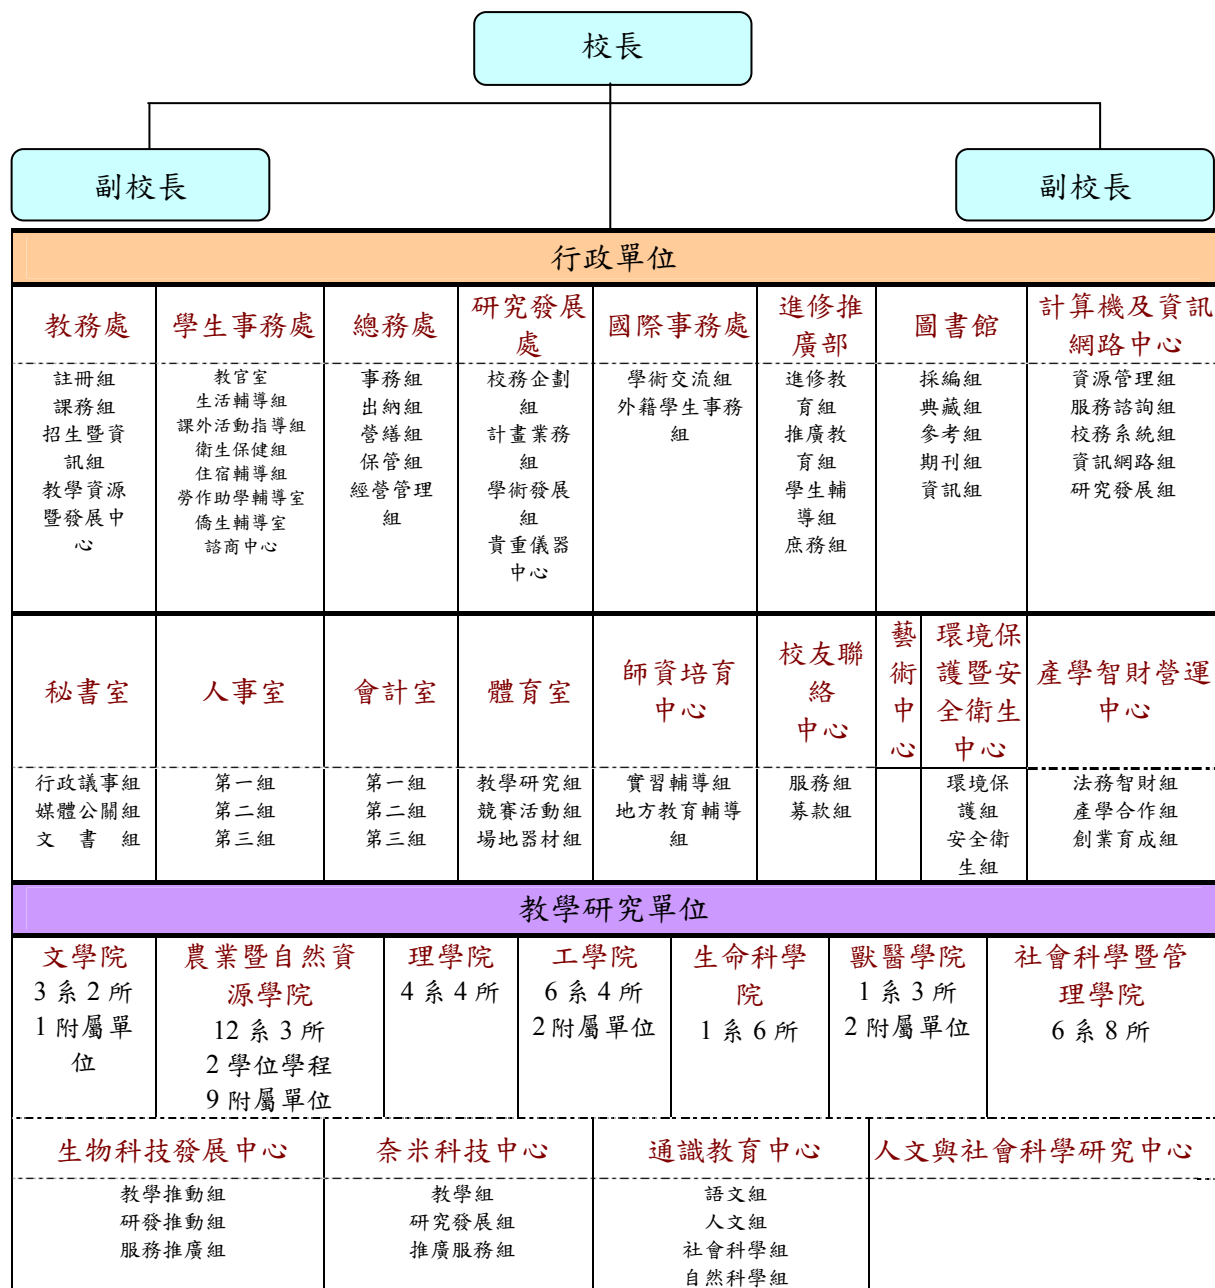 校長
副校長
副校長
行政單位
教務處
註冊組
課務組
招生暨資
訊組
教學資源
暨發展中
心
學生事務處
教官室
生活輔導組
課外活動指導組
衛生保健組
住宿輔導組
勞作助學輔導室
僑生輔導室
諮商中心
總務處
事務組
出納組
營繕組
保管組
經營管理
組
研究發展
處
校務企劃
組
計畫業務
組
學術發展
組
貴重儀器
中心
國際事務處
學術交流組
外籍學生事務
組
進修推
廣部
進修教
育組
推廣教
育組
學生輔
導組
庶務組
圖書館
採編組
典藏組
參考組
期刊組
資訊組
計算機及資訊
網路中心
資源管理組
服務諮詢組
校務系統組
資訊網路組
研究發展組
秘書室
行政議事組
媒體公關組
文 書 組
人事室
第一組
第二組
第三組
會計室
第一組
第二組
第三組
體育室
教學研究組
競賽活動組
場地器材組
師資培育
中心
實習輔導組
地方教育輔導
組
校友聯
絡
中心
服務組
募款組
藝
術
中
心
環境保
護暨安
全衛生
中心
環境保
護組
安全衛
生組
產學智財營運
中心
法務智財組
產學合作組
創業育成組
教學研究單位
文學院
3 系 2 所
1 附屬單
位
農業暨自然資
源學院
12 系 3 所
2 學位學程
9 附屬單位
理學院
4 系 4 所
工學院
6 系 4 所
2 附屬單位
生命科學
院
1 系 6 所
獸醫學院
1 系 3 所
2 附屬單位
社會科學暨管
理學院
6 系 8 所
生物科技發展中心
教學推動組
研發推動組
服務推廣組
奈米科技中心
教學組
研究發展組
推廣服務組
通識教育中心
語文組
人文組
社會科學組
自然科學組
人文與社會科學研究中心